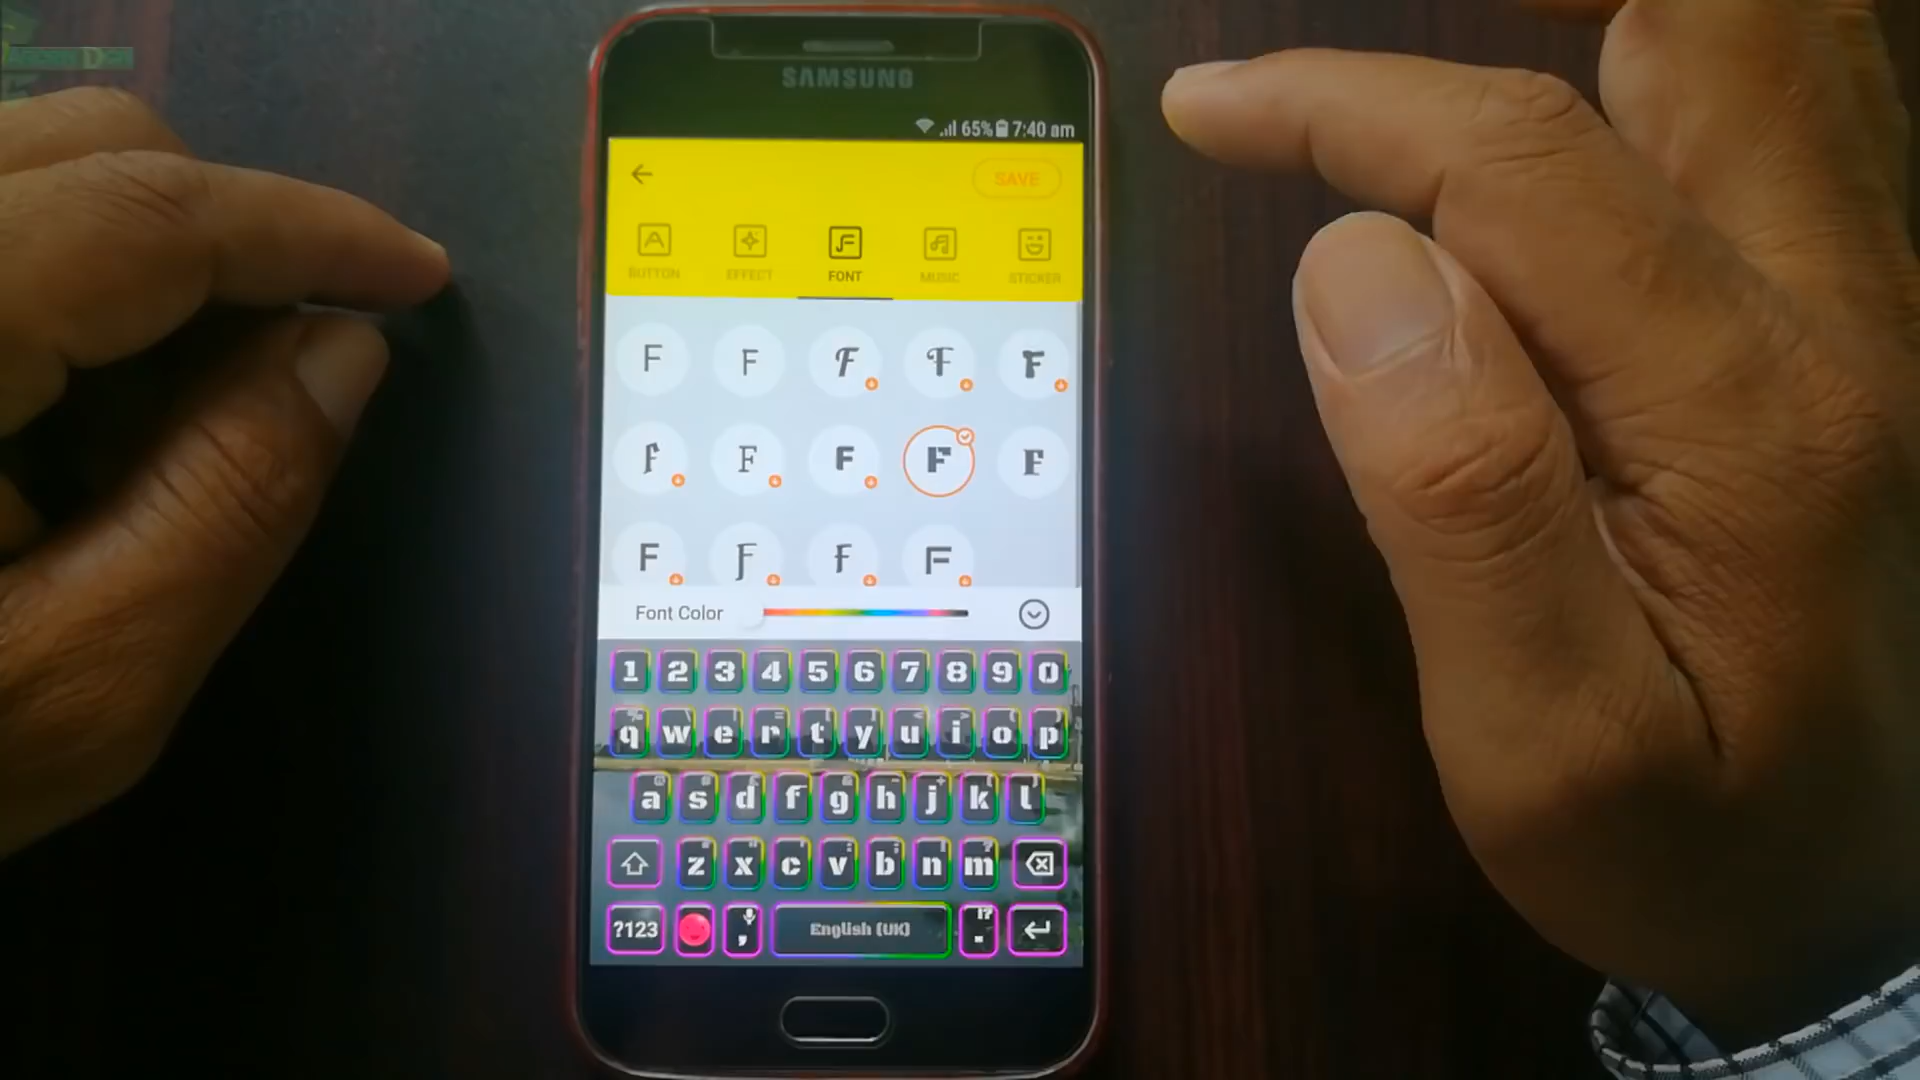 SAMSUNG
65% 7:40 am
SAVE
BUTTON EFFECT FONT MUSIC STICKER
F F F F F
F F F F F
F F F F
Font Color
1 2 3 4 5 6 7 8 9 0
q w e r t y u i o p
a s d f g h j k l
z x c v b n m
?123 , English (UK) !? .